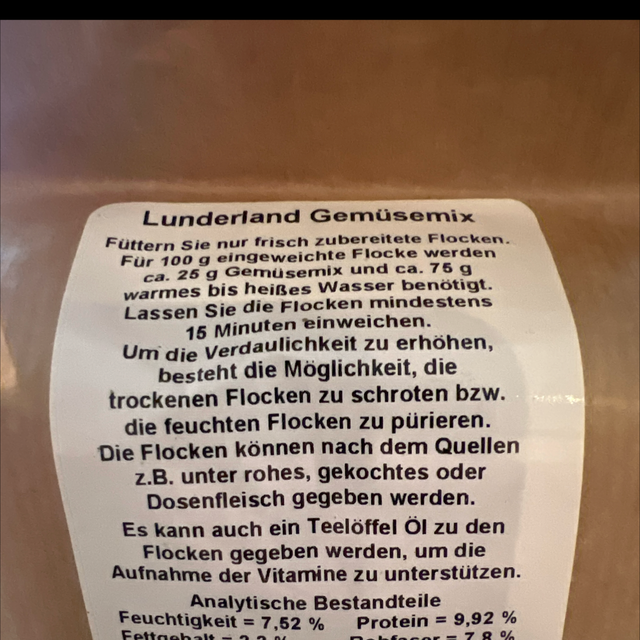 Lunderland Gemüsemix
Füttern Sie nur frisch zubereitete Flocken.
Für 100 g eingeweichte Flocke werden
ca. 25 g Gemüsemix und ca. 75 g
warmes bis heißes Wasser benötigt.
Lassen Sie die Flocken mindestens
15 Minuten einweichen.
Um die Verdaulichkeit zu erhöhen,
besteht die Möglichkeit, die
trockenen Flocken zu schroten bzw.
die feuchten Flocken zu pürieren.
Die Flocken können nach dem Quellen
z.B. unter rohes, gekochtes oder
Dosenfleisch gegeben werden.
Es kann auch ein Teelöffel Öl zu den
Flocken gegeben werden, um die
Aufnahme der Vitamine zu unterstützen.
Analytische Bestandteile
Feuchtigkeit = 7,52 % Protein = 9,92 %
Fettgehalt = % Rohfaser = 7,8 %